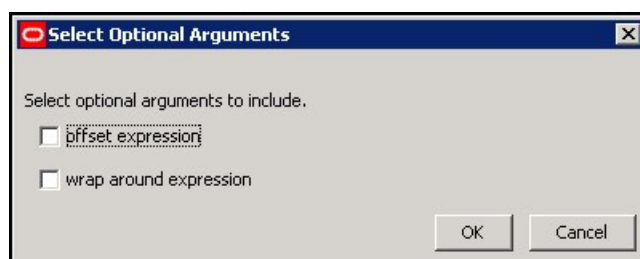 Select Optional Arguments
Select optional arguments to include.
offset expression
wrap around expression
OK Cancel